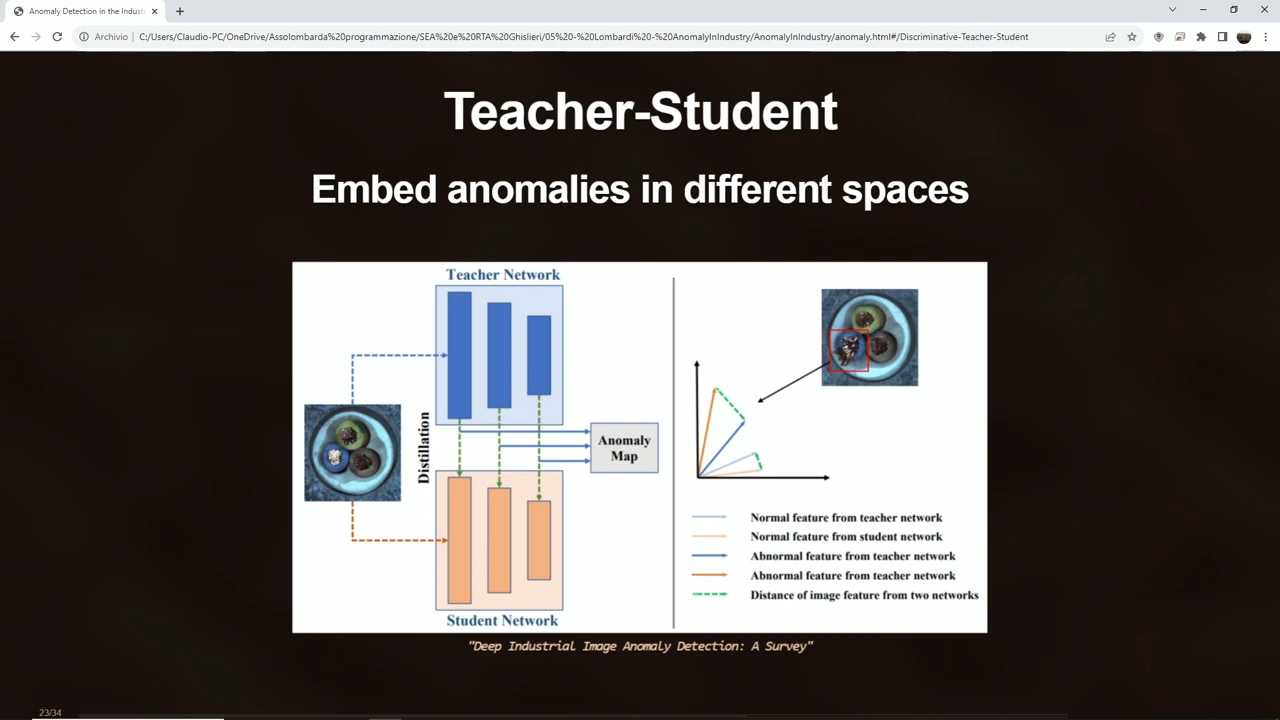 Anomaly Detection in the Indust
Archivio
C:/Users/Claudio-PC/OneDrive/Assolombarda%20programmazione/SEA%20e%20RTA%20Ghislieri/05%20-%20Lombardi%20-%20AnomalyInIndustry/AnomalyInIndustry/anomaly.html#/Discriminative-Teacher-Student
Teacher-Student
Embed anomalies in different spaces
Teacher Network
Distillation
Anomaly
Map
Student Network
Normal feature from teacher network
Normal feature from student network
Abnormal feature from teacher network
Abnormal feature from teacher network
Distance of image feature from two networks
"Deep Industrial Image Anomaly Detection: A Survey"
23/34